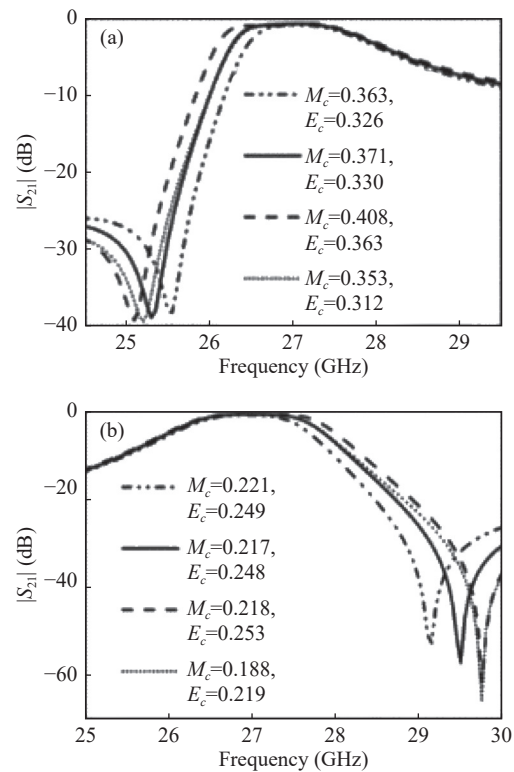 (a)
0
−10
−20
−30
−40
|S21| (dB)
Mc=0.363,
Ec=0.326
Mc=0.371,
Ec=0.330
Mc=0.408,
Ec=0.363
Mc=0.353,
Ec=0.312
25 26 27 28 29
Frequency (GHz)
(b)
0
−20
−40
−60
|S21| (dB)
Mc=0.221,
Ec=0.249
Mc=0.217,
Ec=0.248
Mc=0.218,
Ec=0.253
Mc=0.188,
Ec=0.219
25 26 27 28 29 30
Frequency (GHz)